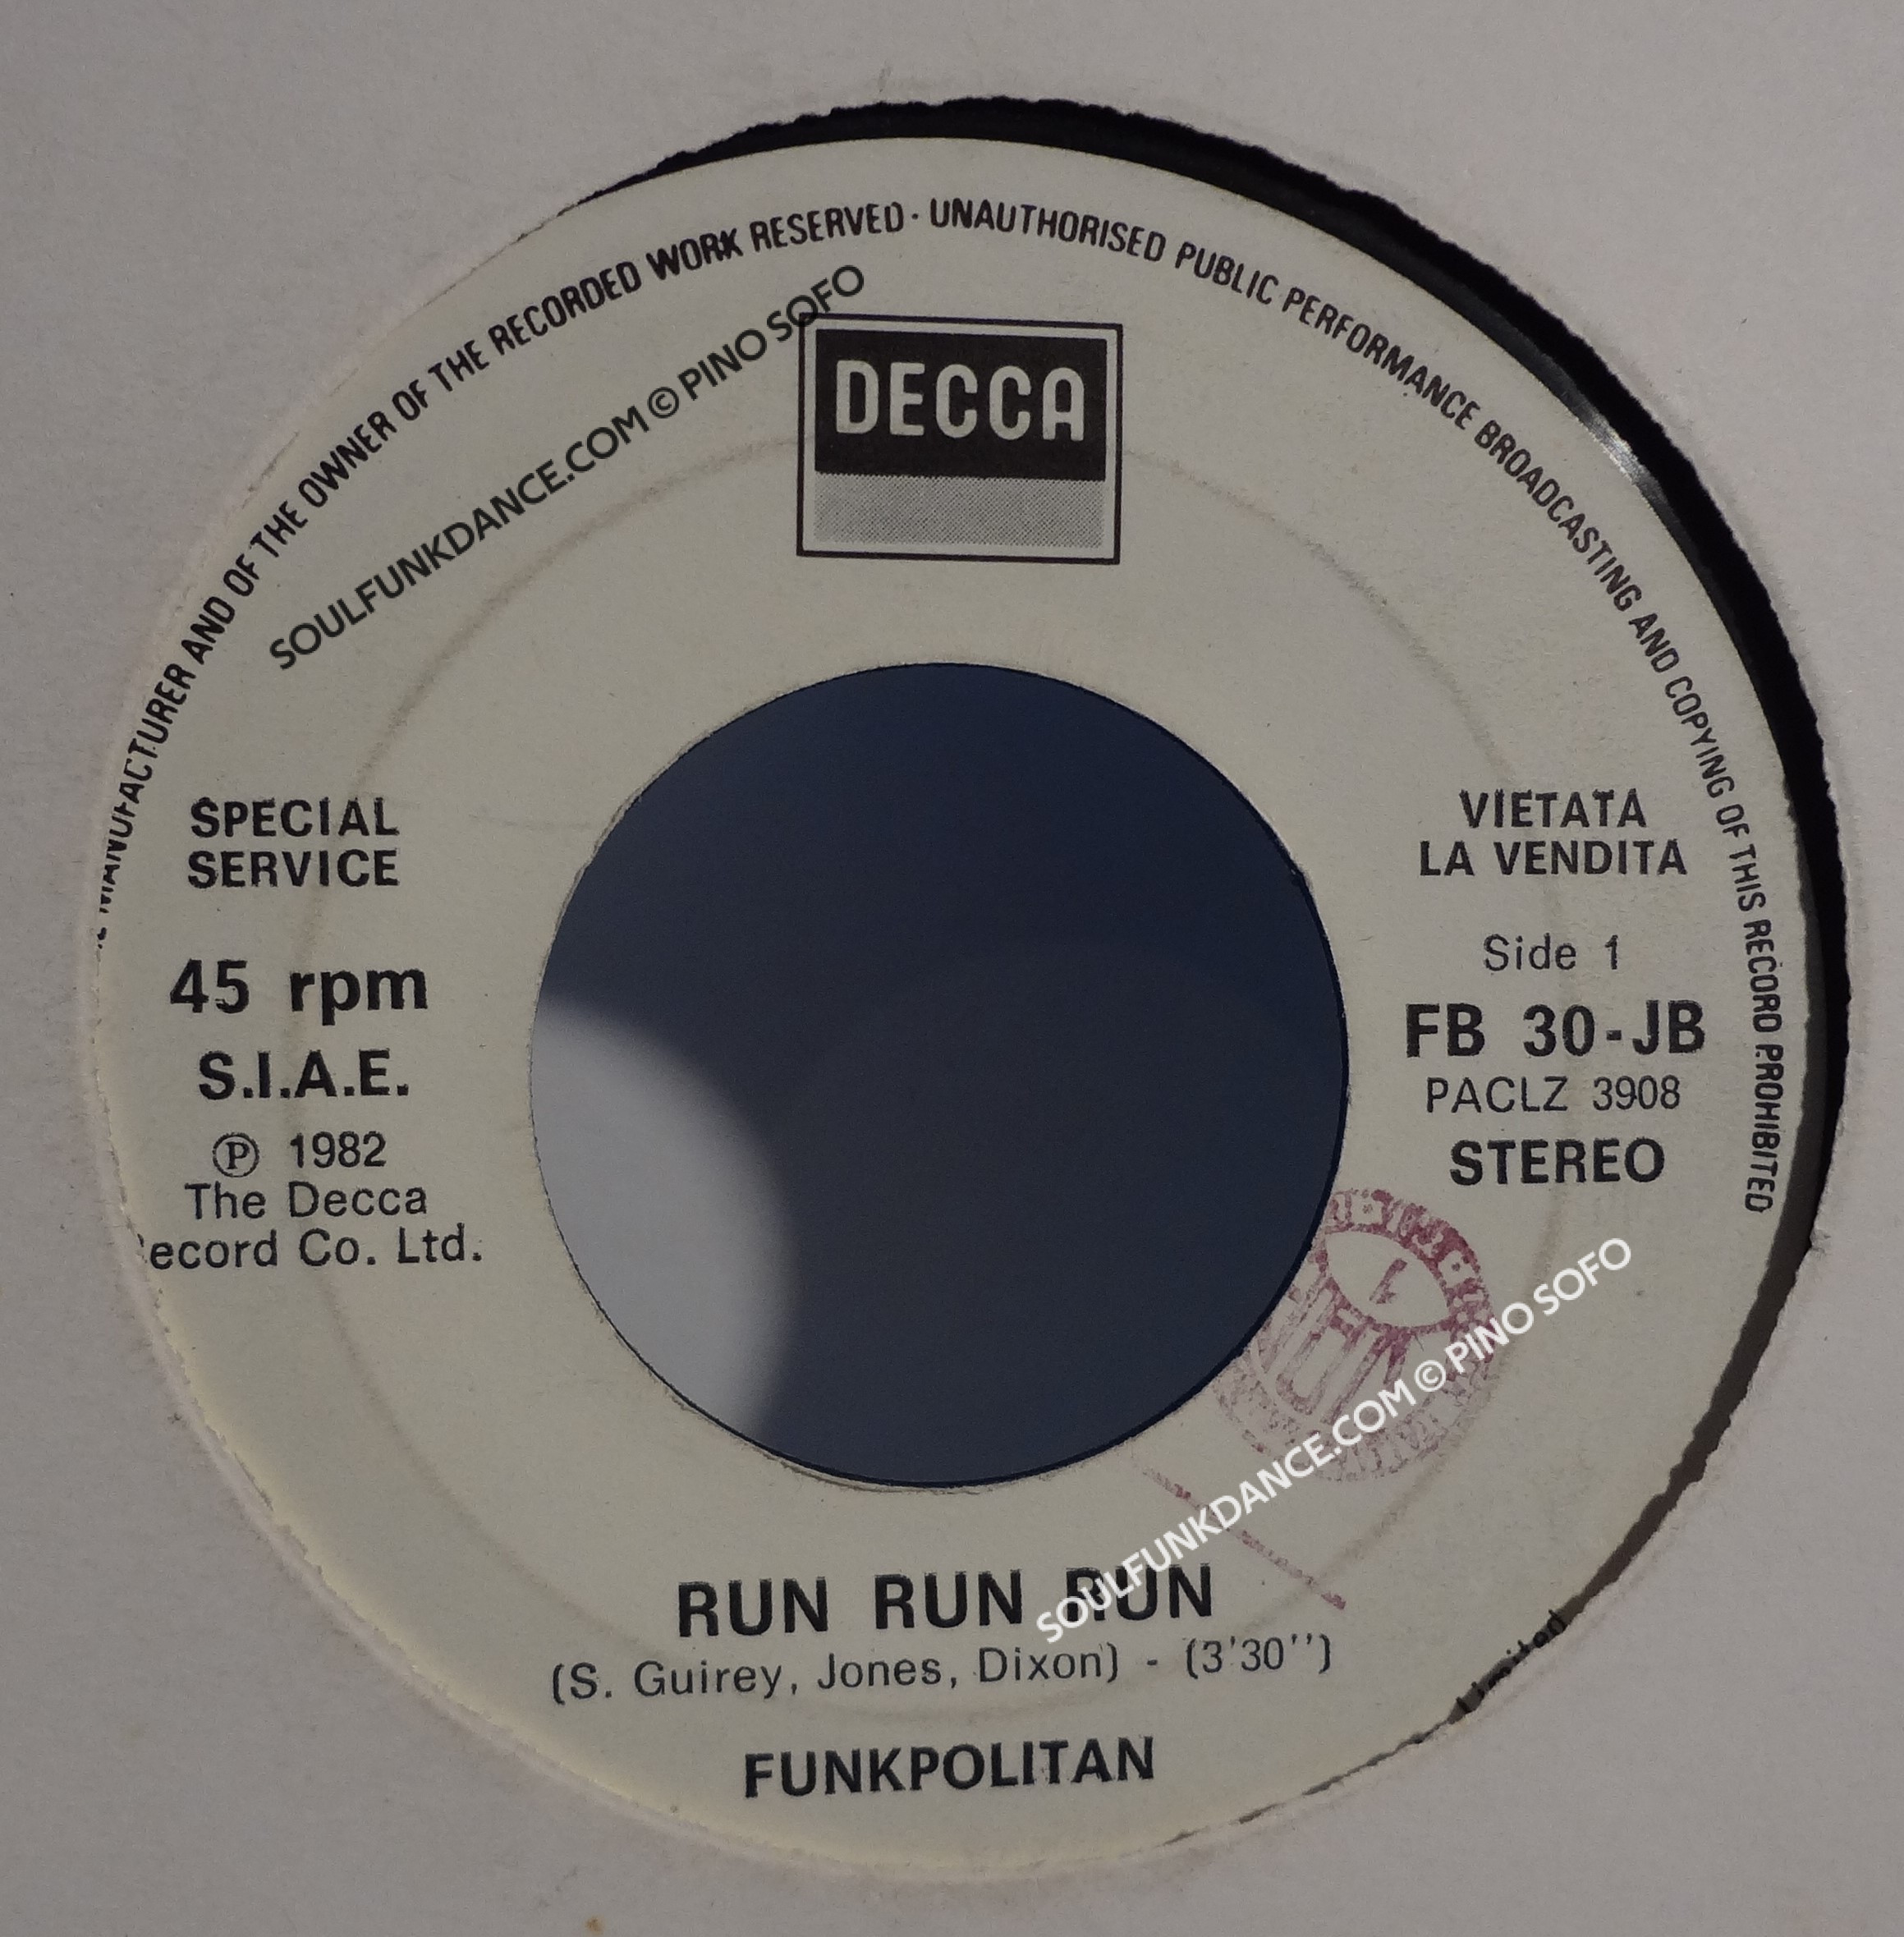 MANUFACTURER AND OF THE OWNER OF THE RECORDED WORK RESERVED · UNAUTHORISED PUBLIC PERFORMANCE BROADCASTING AND COPYING OF THIS RECORD PROHIBITED
SOULFUNKDANCE.COM © PINO SOFO
DECCA
SPECIAL
SERVICE
45 rpm
S.I.A.E.
Ⓟ 1982
The Decca
ecord Co. Ltd.
VIETATA
LA VENDITA
Side 1
FB 30-JB
PACLZ 3908
STEREO
SOULFUNKDANCE.COM © PINO SOFO
RUN RUN RUN
(S. Guirey, Jones, Dixon) - (3'30'')
FUNKPOLITAN